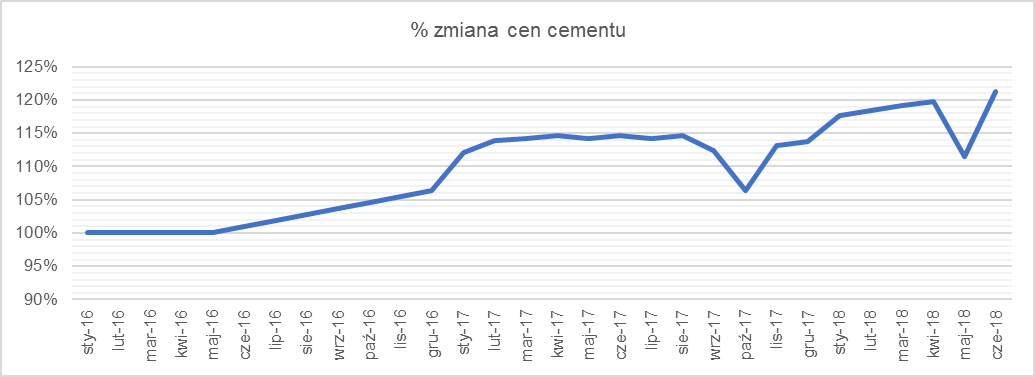 % zmiana cen cementu
125%
120%
115%
110%
105%
100%
95%
90%
sty-16
lut-16
mar-16
kwi-16
maj-16
cze-16
lip-16
sie-16
wrz-16
paź-16
lis-16
gru-16
sty-17
lut-17
mar-17
kwi-17
maj-17
cze-17
lip-17
sie-17
wrz-17
paź-17
lis-17
gru-17
sty-18
lut-18
mar-18
kwi-18
maj-18
cze-18